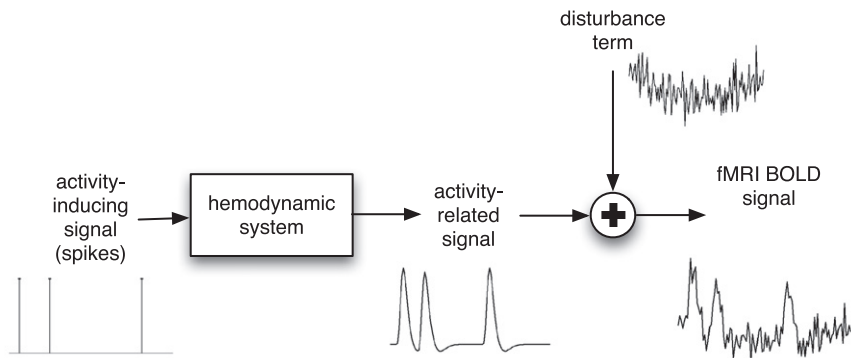 disturbance
term
activity-
inducing
signal
(spikes)
hemodynamic
system
activity-
related
signal
fMRI BOLD
signal